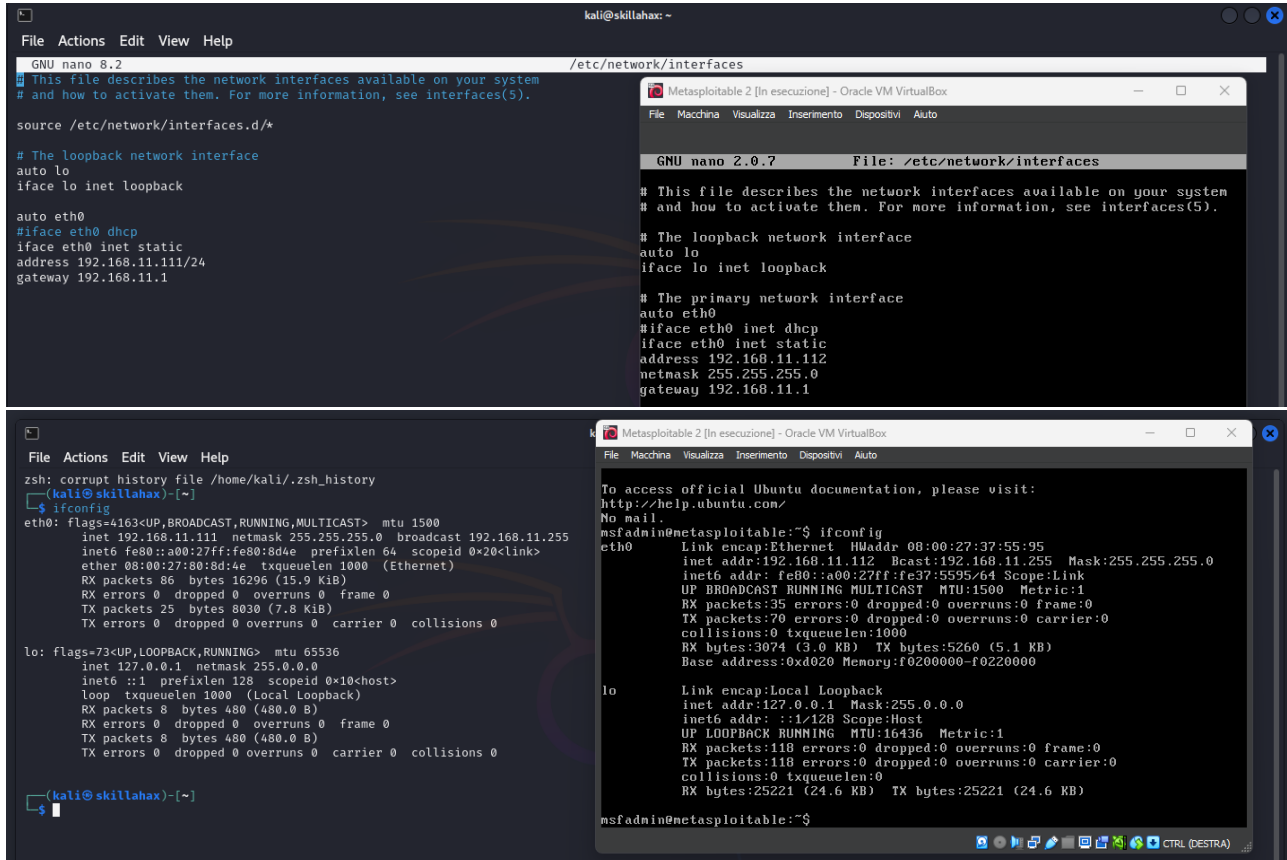 kali@skillahax: ~
File Actions Edit View Help
GNU nano 8.2 /etc/network/interfaces
# This file describes the network interfaces available on your system
# and how to activate them. For more information, see interfaces(5).
source /etc/network/interfaces.d/*
# The loopback network interface
auto lo
iface lo inet loopback
auto eth0
#iface eth0 dhcp
iface eth0 inet static
address 192.168.11.111/24
gateway 192.168.11.1
Metasploitable 2 [In esecuzione] - Oracle VM VirtualBox
File Macchina Visualizza Inserimento Dispositivi Aiuto
GNU nano 2.0.7 File: /etc/network/interfaces
# This file describes the network interfaces available on your system
# and how to activate them. For more information, see interfaces(5).
# The loopback network interface
auto lo
iface lo inet loopback
# The primary network interface
auto eth0
#iface eth0 inet dhcp
iface eth0 inet static
address 192.168.11.112
netmask 255.255.255.0
gateway 192.168.11.1
k
File Actions Edit View Help
zsh: corrupt history file /home/kali/.zsh_history
┌──(kali㉿skillahax)-[~]
└─$ ifconfig
eth0: flags=4163<UP,BROADCAST,RUNNING,MULTICAST> mtu 1500
inet 192.168.11.111 netmask 255.255.255.0 broadcast 192.168.11.255
inet6 fe80::a00:27ff:fe80:8d4e prefixlen 64 scopeid 0×20<link>
ether 08:00:27:80:8d:4e txqueuelen 1000 (Ethernet)
RX packets 86 bytes 16296 (15.9 KiB)
RX errors 0 dropped 0 overruns 0 frame 0
TX packets 25 bytes 8030 (7.8 KiB)
TX errors 0 dropped 0 overruns 0 carrier 0 collisions 0
lo: flags=73<UP,LOOPBACK,RUNNING> mtu 65536
inet 127.0.0.1 netmask 255.0.0.0
inet6 ::1 prefixlen 128 scopeid 0×10<host>
loop txqueuelen 1000 (Local Loopback)
RX packets 8 bytes 480 (480.0 B)
RX errors 0 dropped 0 overruns 0 frame 0
TX packets 8 bytes 480 (480.0 B)
TX errors 0 dropped 0 overruns 0 carrier 0 collisions 0
┌──(kali㉿skillahax)-[~]
└─$
Metasploitable 2 [In esecuzione] - Oracle VM VirtualBox
File Macchina Visualizza Inserimento Dispositivi Aiuto
To access official Ubuntu documentation, please visit:
http://help.ubuntu.com/
No mail.
msfadmin@metasploitable:~$ ifconfig
eth0 Link encap:Ethernet HWaddr 08:00:27:37:55:95
inet addr:192.168.11.112 Bcast:192.168.11.255 Mask:255.255.255.0
inet6 addr: fe80::a00:27ff:fe37:5595/64 Scope:Link
UP BROADCAST RUNNING MULTICAST MTU:1500 Metric:1
RX packets:35 errors:0 dropped:0 overruns:0 frame:0
TX packets:70 errors:0 dropped:0 overruns:0 carrier:0
collisions:0 txqueuelen:1000
RX bytes:3074 (3.0 KB) TX bytes:5260 (5.1 KB)
Base address:0xd020 Memory:f0200000-f0220000
lo Link encap:Local Loopback
inet addr:127.0.0.1 Mask:255.0.0.0
inet6 addr: ::1/128 Scope:Host
UP LOOPBACK RUNNING MTU:16436 Metric:1
RX packets:118 errors:0 dropped:0 overruns:0 frame:0
TX packets:118 errors:0 dropped:0 overruns:0 carrier:0
collisions:0 txqueuelen:0
RX bytes:25221 (24.6 KB) TX bytes:25221 (24.6 KB)
msfadmin@metasploitable:~$
CTRL (DESTRA)